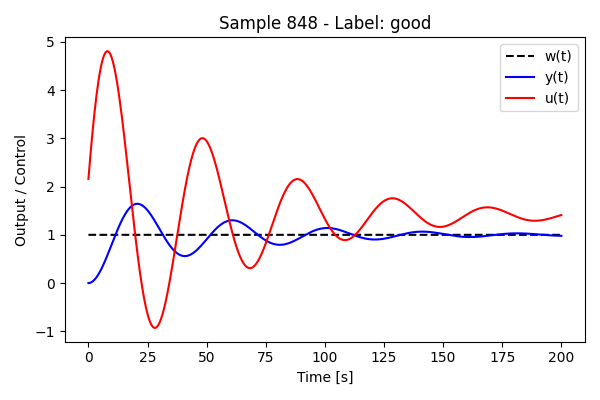 Sample 848 - Label: good
w(t)
y(t)
u(t)
Output / Control
5
4
3
2
1
0
−1
0 25 50 75 100 125 150 175 200
Time [s]